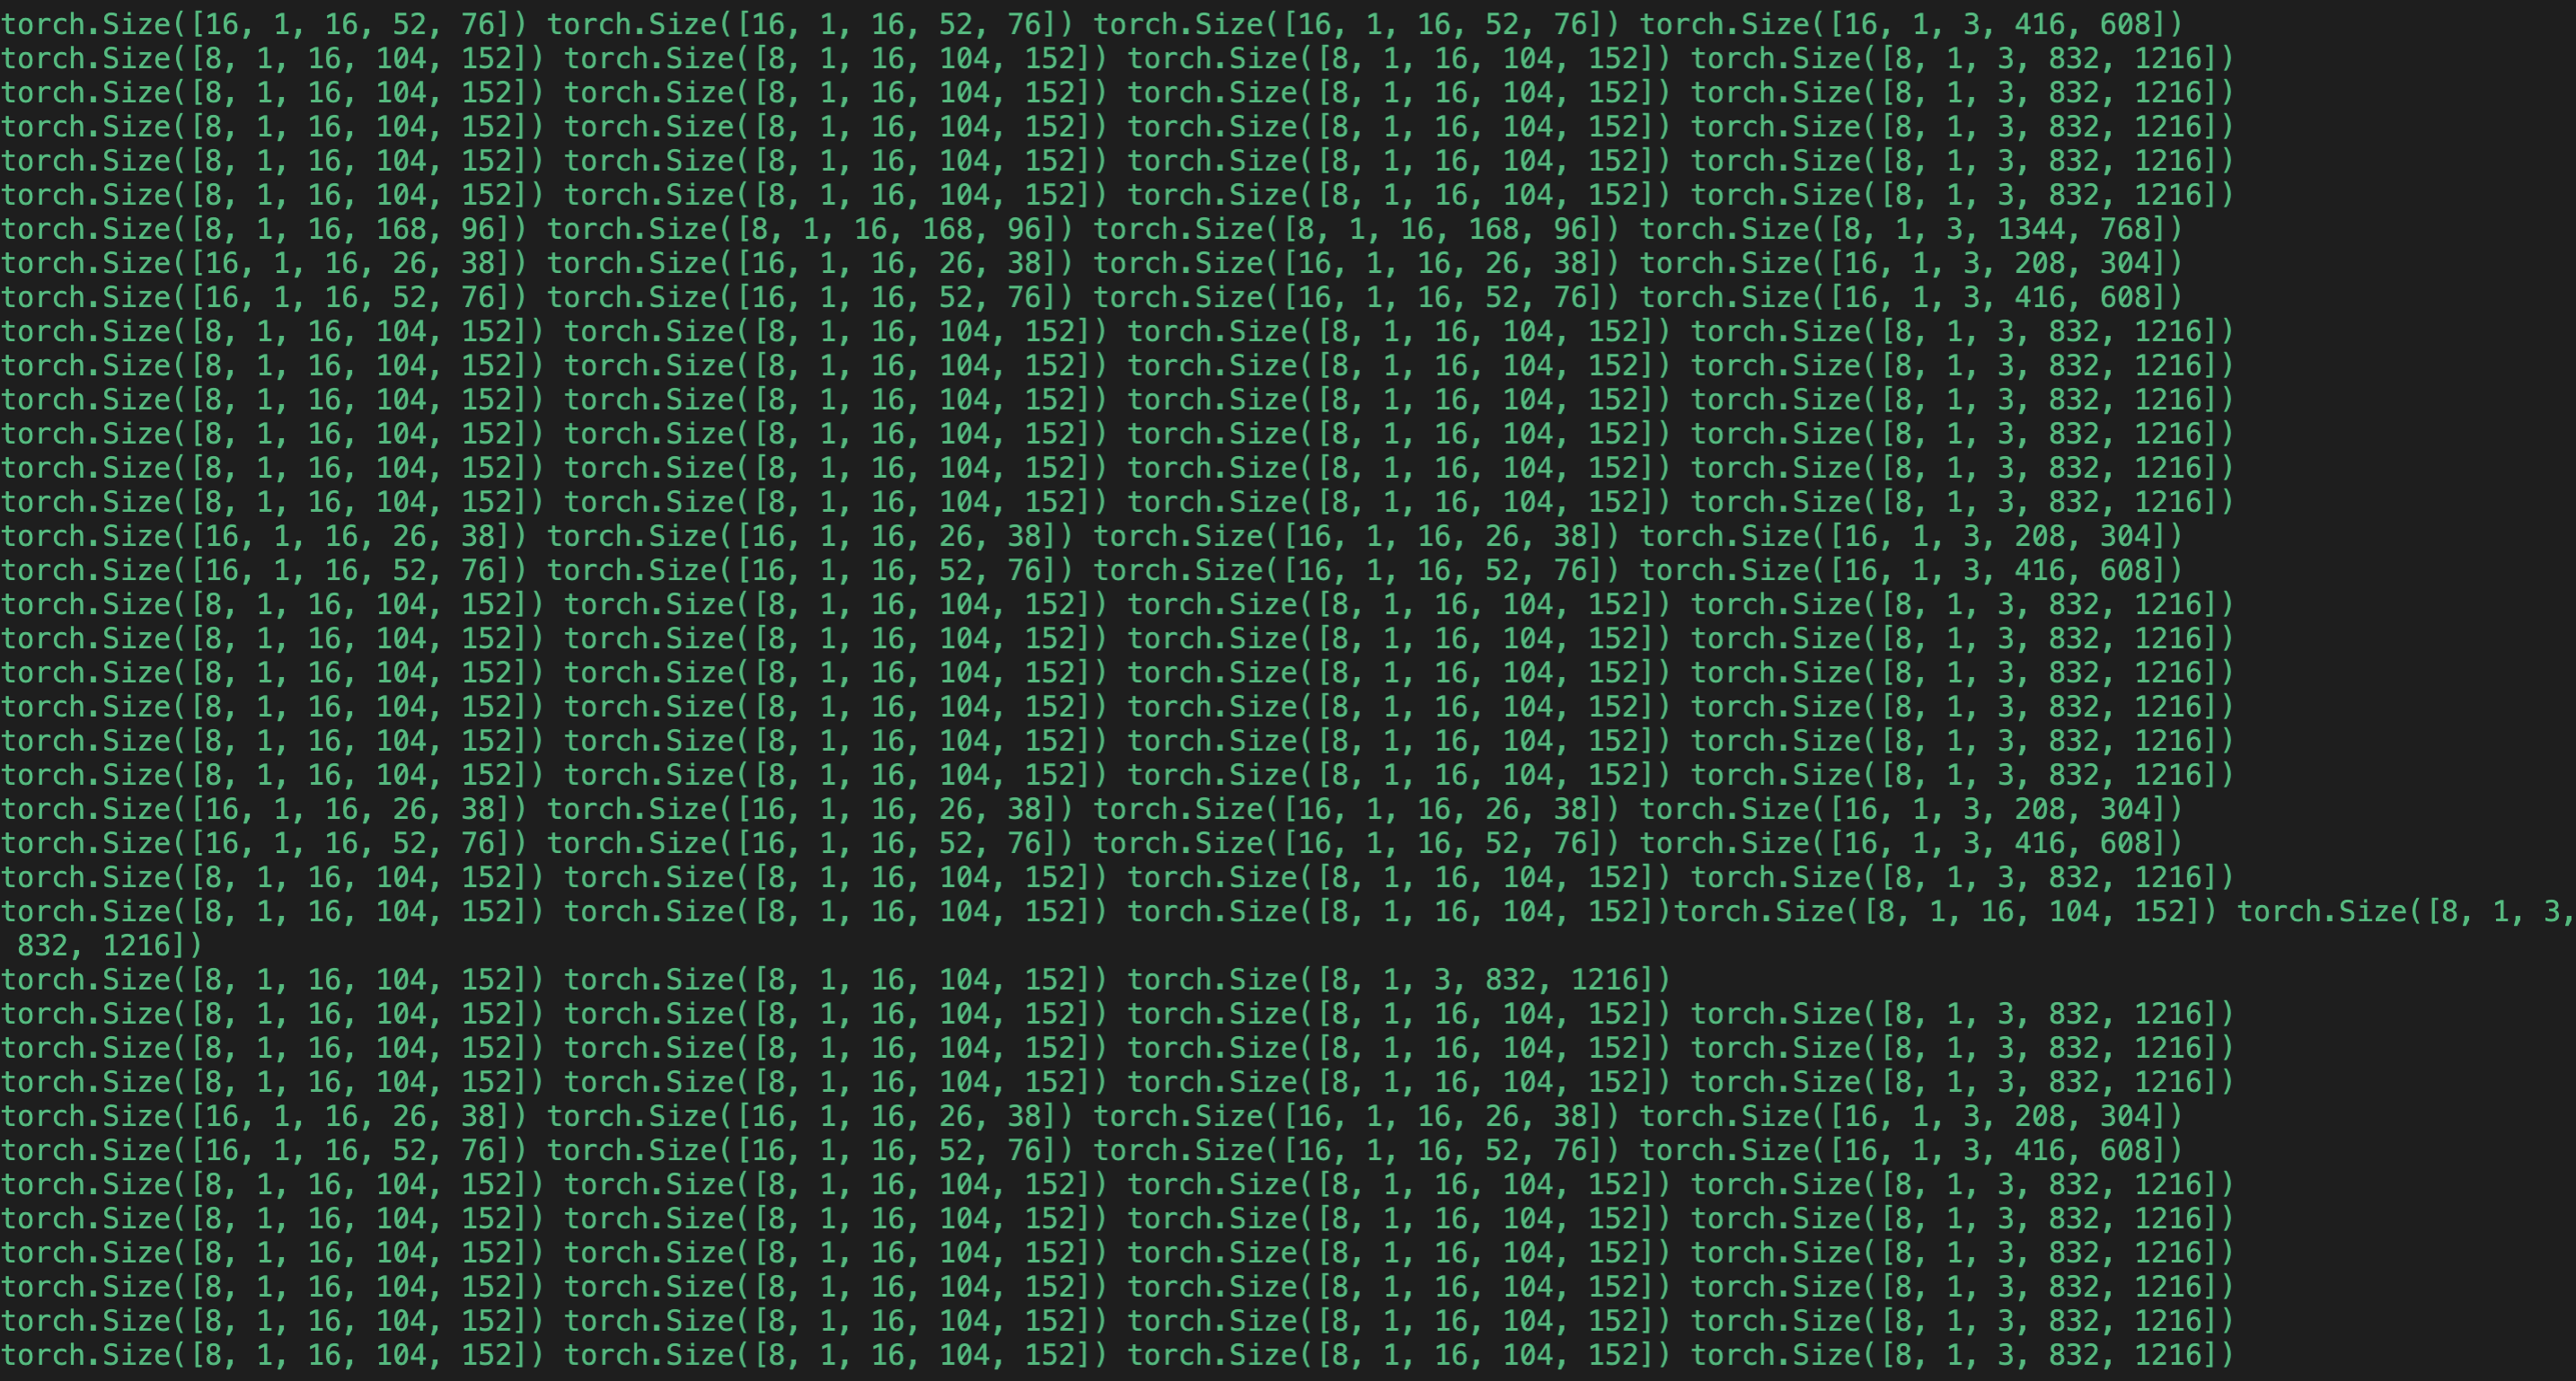 torch.Size([16, 1, 16, 52, 76]) torch.Size([16, 1, 16, 52, 76]) torch.Size([16, 1, 16, 52, 76]) torch.Size([16, 1, 3, 416, 608])
torch.Size([8, 1, 16, 104, 152]) torch.Size([8, 1, 16, 104, 152]) torch.Size([8, 1, 16, 104, 152]) torch.Size([8, 1, 3, 832, 1216])
torch.Size([8, 1, 16, 104, 152]) torch.Size([8, 1, 16, 104, 152]) torch.Size([8, 1, 16, 104, 152]) torch.Size([8, 1, 3, 832, 1216])
torch.Size([8, 1, 16, 104, 152]) torch.Size([8, 1, 16, 104, 152]) torch.Size([8, 1, 16, 104, 152]) torch.Size([8, 1, 3, 832, 1216])
torch.Size([8, 1, 16, 104, 152]) torch.Size([8, 1, 16, 104, 152]) torch.Size([8, 1, 16, 104, 152]) torch.Size([8, 1, 3, 832, 1216])
torch.Size([8, 1, 16, 104, 152]) torch.Size([8, 1, 16, 104, 152]) torch.Size([8, 1, 16, 104, 152]) torch.Size([8, 1, 3, 832, 1216])
torch.Size([8, 1, 16, 168, 96]) torch.Size([8, 1, 16, 168, 96]) torch.Size([8, 1, 16, 168, 96]) torch.Size([8, 1, 3, 1344, 768])
torch.Size([16, 1, 16, 26, 38]) torch.Size([16, 1, 16, 26, 38]) torch.Size([16, 1, 16, 26, 38]) torch.Size([16, 1, 3, 208, 304])
torch.Size([16, 1, 16, 52, 76]) torch.Size([16, 1, 16, 52, 76]) torch.Size([16, 1, 16, 52, 76]) torch.Size([16, 1, 3, 416, 608])
torch.Size([8, 1, 16, 104, 152]) torch.Size([8, 1, 16, 104, 152]) torch.Size([8, 1, 16, 104, 152]) torch.Size([8, 1, 3, 832, 1216])
torch.Size([8, 1, 16, 104, 152]) torch.Size([8, 1, 16, 104, 152]) torch.Size([8, 1, 16, 104, 152]) torch.Size([8, 1, 3, 832, 1216])
torch.Size([8, 1, 16, 104, 152]) torch.Size([8, 1, 16, 104, 152]) torch.Size([8, 1, 16, 104, 152]) torch.Size([8, 1, 3, 832, 1216])
torch.Size([8, 1, 16, 104, 152]) torch.Size([8, 1, 16, 104, 152]) torch.Size([8, 1, 16, 104, 152]) torch.Size([8, 1, 3, 832, 1216])
torch.Size([8, 1, 16, 104, 152]) torch.Size([8, 1, 16, 104, 152]) torch.Size([8, 1, 16, 104, 152]) torch.Size([8, 1, 3, 832, 1216])
torch.Size([8, 1, 16, 104, 152]) torch.Size([8, 1, 16, 104, 152]) torch.Size([8, 1, 16, 104, 152]) torch.Size([8, 1, 3, 832, 1216])
torch.Size([16, 1, 16, 26, 38]) torch.Size([16, 1, 16, 26, 38]) torch.Size([16, 1, 16, 26, 38]) torch.Size([16, 1, 3, 208, 304])
torch.Size([16, 1, 16, 52, 76]) torch.Size([16, 1, 16, 52, 76]) torch.Size([16, 1, 16, 52, 76]) torch.Size([16, 1, 3, 416, 608])
torch.Size([8, 1, 16, 104, 152]) torch.Size([8, 1, 16, 104, 152]) torch.Size([8, 1, 16, 104, 152]) torch.Size([8, 1, 3, 832, 1216])
torch.Size([8, 1, 16, 104, 152]) torch.Size([8, 1, 16, 104, 152]) torch.Size([8, 1, 16, 104, 152]) torch.Size([8, 1, 3, 832, 1216])
torch.Size([8, 1, 16, 104, 152]) torch.Size([8, 1, 16, 104, 152]) torch.Size([8, 1, 16, 104, 152]) torch.Size([8, 1, 3, 832, 1216])
torch.Size([8, 1, 16, 104, 152]) torch.Size([8, 1, 16, 104, 152]) torch.Size([8, 1, 16, 104, 152]) torch.Size([8, 1, 3, 832, 1216])
torch.Size([8, 1, 16, 104, 152]) torch.Size([8, 1, 16, 104, 152]) torch.Size([8, 1, 16, 104, 152]) torch.Size([8, 1, 3, 832, 1216])
torch.Size([8, 1, 16, 104, 152]) torch.Size([8, 1, 16, 104, 152]) torch.Size([8, 1, 16, 104, 152]) torch.Size([8, 1, 3, 832, 1216])
torch.Size([16, 1, 16, 26, 38]) torch.Size([16, 1, 16, 26, 38]) torch.Size([16, 1, 16, 26, 38]) torch.Size([16, 1, 3, 208, 304])
torch.Size([16, 1, 16, 52, 76]) torch.Size([16, 1, 16, 52, 76]) torch.Size([16, 1, 16, 52, 76]) torch.Size([16, 1, 3, 416, 608])
torch.Size([8, 1, 16, 104, 152]) torch.Size([8, 1, 16, 104, 152]) torch.Size([8, 1, 16, 104, 152]) torch.Size([8, 1, 3, 832, 1216])
torch.Size([8, 1, 16, 104, 152]) torch.Size([8, 1, 16, 104, 152]) torch.Size([8, 1, 16, 104, 152])torch.Size([8, 1, 16, 104, 152]) torch.Size([8, 1, 3,
 832, 1216])
torch.Size([8, 1, 16, 104, 152]) torch.Size([8, 1, 16, 104, 152]) torch.Size([8, 1, 3, 832, 1216])
torch.Size([8, 1, 16, 104, 152]) torch.Size([8, 1, 16, 104, 152]) torch.Size([8, 1, 16, 104, 152]) torch.Size([8, 1, 3, 832, 1216])
torch.Size([8, 1, 16, 104, 152]) torch.Size([8, 1, 16, 104, 152]) torch.Size([8, 1, 16, 104, 152]) torch.Size([8, 1, 3, 832, 1216])
torch.Size([8, 1, 16, 104, 152]) torch.Size([8, 1, 16, 104, 152]) torch.Size([8, 1, 16, 104, 152]) torch.Size([8, 1, 3, 832, 1216])
torch.Size([16, 1, 16, 26, 38]) torch.Size([16, 1, 16, 26, 38]) torch.Size([16, 1, 16, 26, 38]) torch.Size([16, 1, 3, 208, 304])
torch.Size([16, 1, 16, 52, 76]) torch.Size([16, 1, 16, 52, 76]) torch.Size([16, 1, 16, 52, 76]) torch.Size([16, 1, 3, 416, 608])
torch.Size([8, 1, 16, 104, 152]) torch.Size([8, 1, 16, 104, 152]) torch.Size([8, 1, 16, 104, 152]) torch.Size([8, 1, 3, 832, 1216])
torch.Size([8, 1, 16, 104, 152]) torch.Size([8, 1, 16, 104, 152]) torch.Size([8, 1, 16, 104, 152]) torch.Size([8, 1, 3, 832, 1216])
torch.Size([8, 1, 16, 104, 152]) torch.Size([8, 1, 16, 104, 152]) torch.Size([8, 1, 16, 104, 152]) torch.Size([8, 1, 3, 832, 1216])
torch.Size([8, 1, 16, 104, 152]) torch.Size([8, 1, 16, 104, 152]) torch.Size([8, 1, 16, 104, 152]) torch.Size([8, 1, 3, 832, 1216])
torch.Size([8, 1, 16, 104, 152]) torch.Size([8, 1, 16, 104, 152]) torch.Size([8, 1, 16, 104, 152]) torch.Size([8, 1, 3, 832, 1216])
torch.Size([8, 1, 16, 104, 152]) torch.Size([8, 1, 16, 104, 152]) torch.Size([8, 1, 16, 104, 152]) torch.Size([8, 1, 3, 832, 1216])